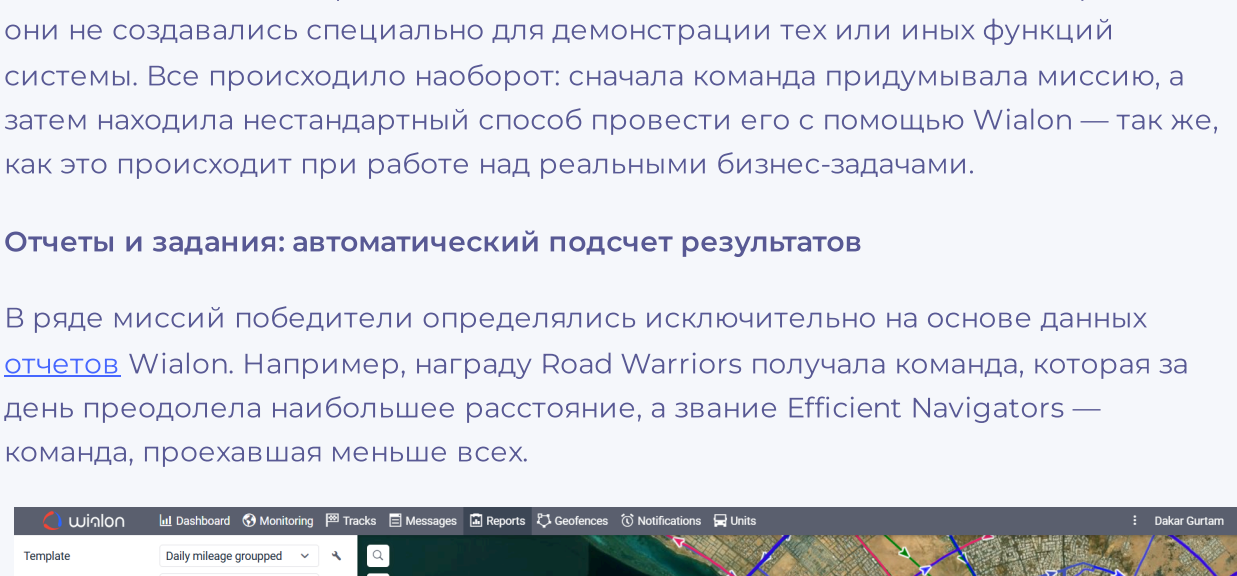 они не создавались специально для демонстрации тех или иных функций
системы. Все происходило наоборот: сначала команда придумывала миссию, а
затем находила нестандартный способ провести его с помощью Wialon — так же,
как это происходит при работе над реальными бизнес-задачами.
Отчеты и задания: автоматический подсчет результатов
В ряде миссий победители определялись исключительно на основе данных
отчетов Wialon. Например, награду Road Warriors получала команда, которая за
день преодолела наибольшее расстояние, а звание Efficient Navigators —
команда, проехавшая меньше всех.
wialon Dashboard Monitoring Tracks Messages Reports Geofences Notifications Units Dakar Gurtam
Template Daily mileage groupped